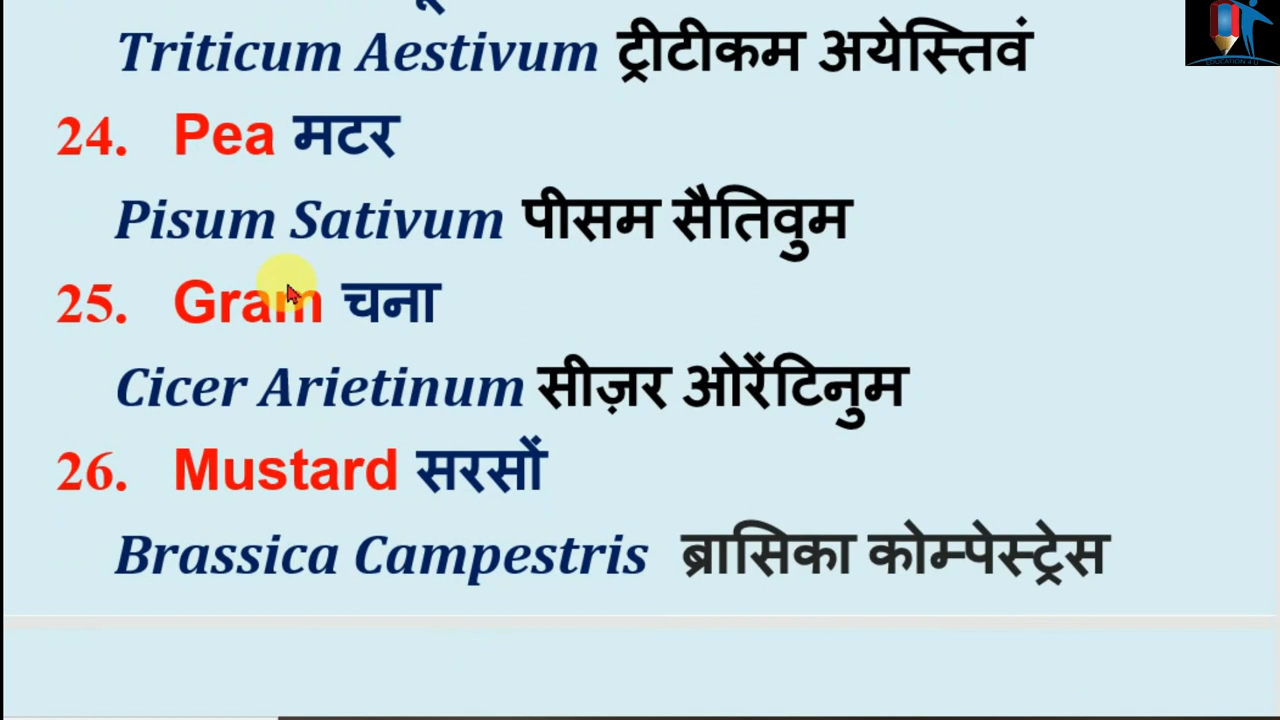 Triticum Aestivum ट्रीटीकम अयेस्तिवं
24. Pea मटर
Pisum Sativum पीसम सैतिवुम
25. Gram चना
Cicer Arietinum सीज़र ओरेंटिनुम
26. Mustard सरसों
Brassica Campestris ब्रासिका कोम्पेस्ट्रेस